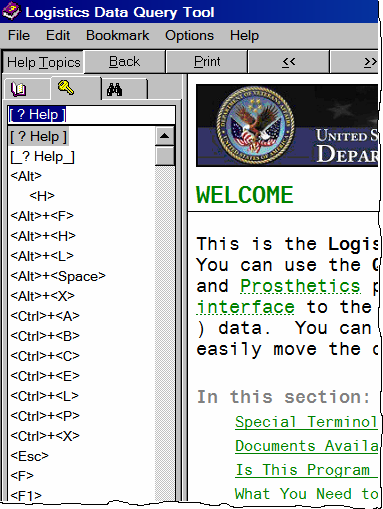 Logistics Data Query Tool
File Edit Bookmark Options Help
Help Topics Back Print << >>
[ ? Help ]
[ ? Help ]
[_? Help_]
<Alt>
<H>
<Alt>+<F>
<Alt>+<H>
<Alt>+<L>
<Alt>+<Space>
<Alt>+<X>
<Ctrl>+<A>
<Ctrl>+<B>
<Ctrl>+<C>
<Ctrl>+<E>
<Ctrl>+<L>
<Ctrl>+<P>
<Ctrl>+<X>
<Esc>
<F>
<F1>
UNITED S
DEPAR
WELCOME
This is the Logis
You can use the
and Prosthetics p
interface to the
) data. You can
easily move the
In this section:
Special Terminol
Documents Availa
Is This Program
What You Need to